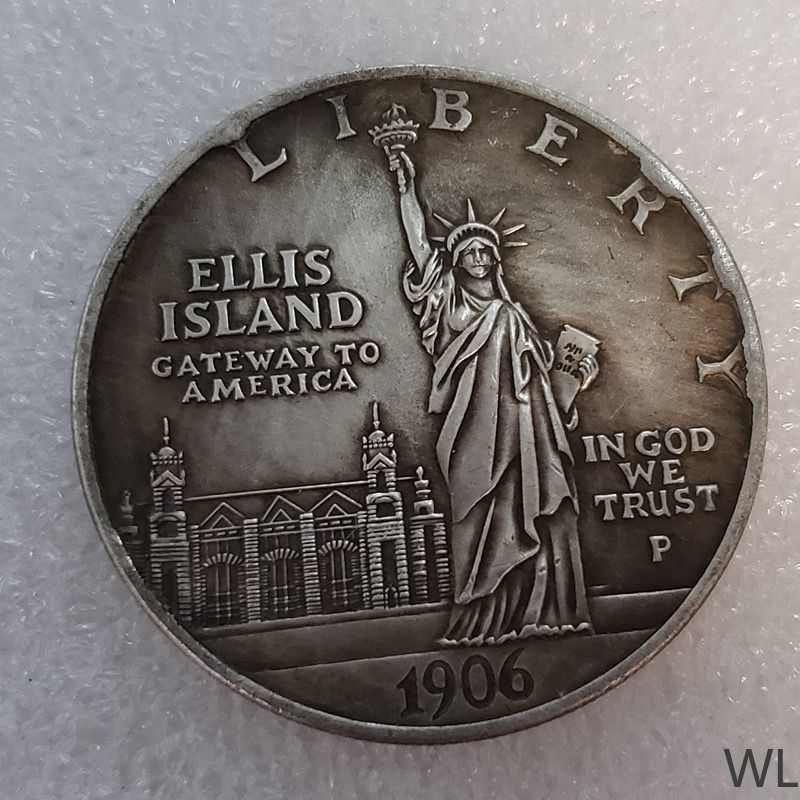 LIBERTY
ELLIS
ISLAND
GATEWAY TO
AMERICA
IN GOD
WE
TRUST
P
1906
WL